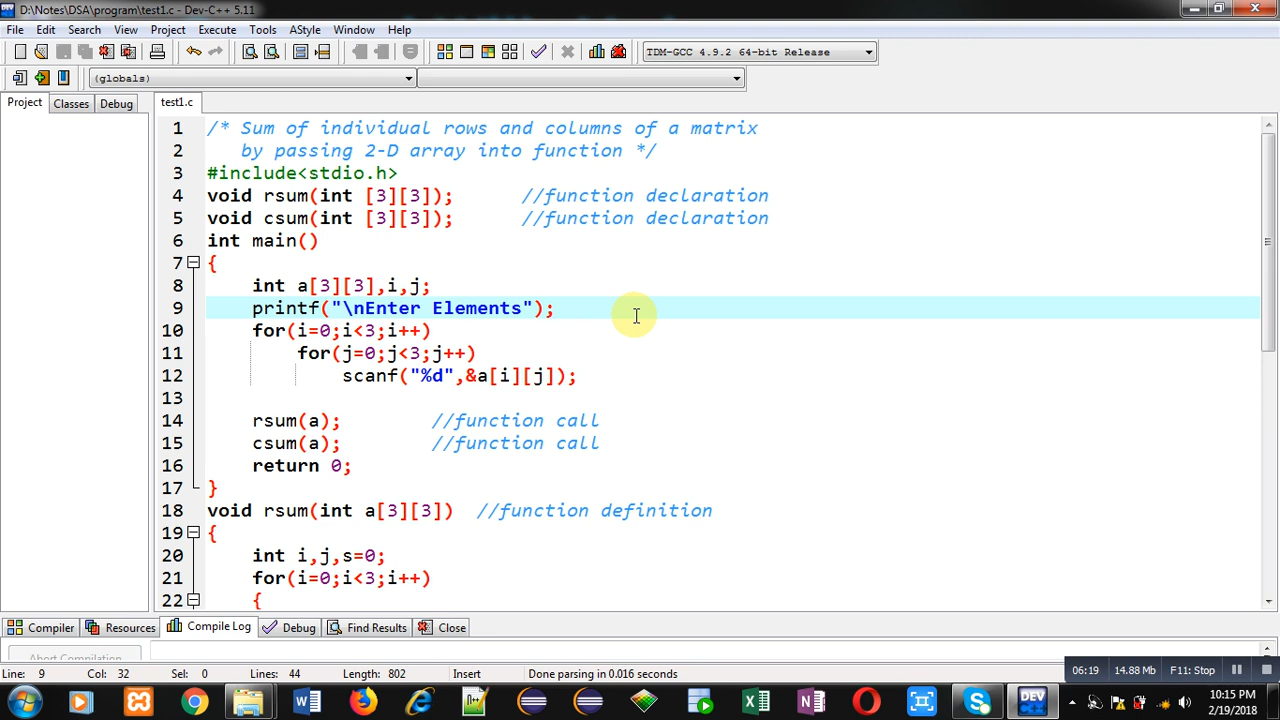 D:\Notes\DSA\program\test1.c - Dev-C++ 5.11
File Edit Search View Project Execute Tools AStyle Window Help
TDM-GCC 4.9.2 64-bit Release
(globals)
Project Classes Debug test1.c
1 /* Sum of individual rows and columns of a matrix
2 by passing 2-D array into function */
3 #include<stdio.h>
4 void rsum(int [3][3]); //function declaration
5 void csum(int [3][3]); //function declaration
6 int main()
7 {
8 int a[3][3],i,j;
9 printf("\nEnter Elements");
10 for(i=0;i<3;i++)
11 for(j=0;j<3;j++)
12 scanf("%d",&a[i][j]);
13
14 rsum(a); //function call
15 csum(a); //function call
16 return 0;
17 }
18 void rsum(int a[3][3]) //function definition
19 {
20 int i,j,s=0;
21 for(i=0;i<3;i++)
22 {
Compiler Resources Compile Log Debug Find Results Close
Abort Compilation
Line: 9 Col: 32 Sel: 0 Lines: 44 Length: 802 Insert Done parsing in 0.016 seconds
06:19 14.88 Mb F11: Stop
10:15 PM
2/19/2018